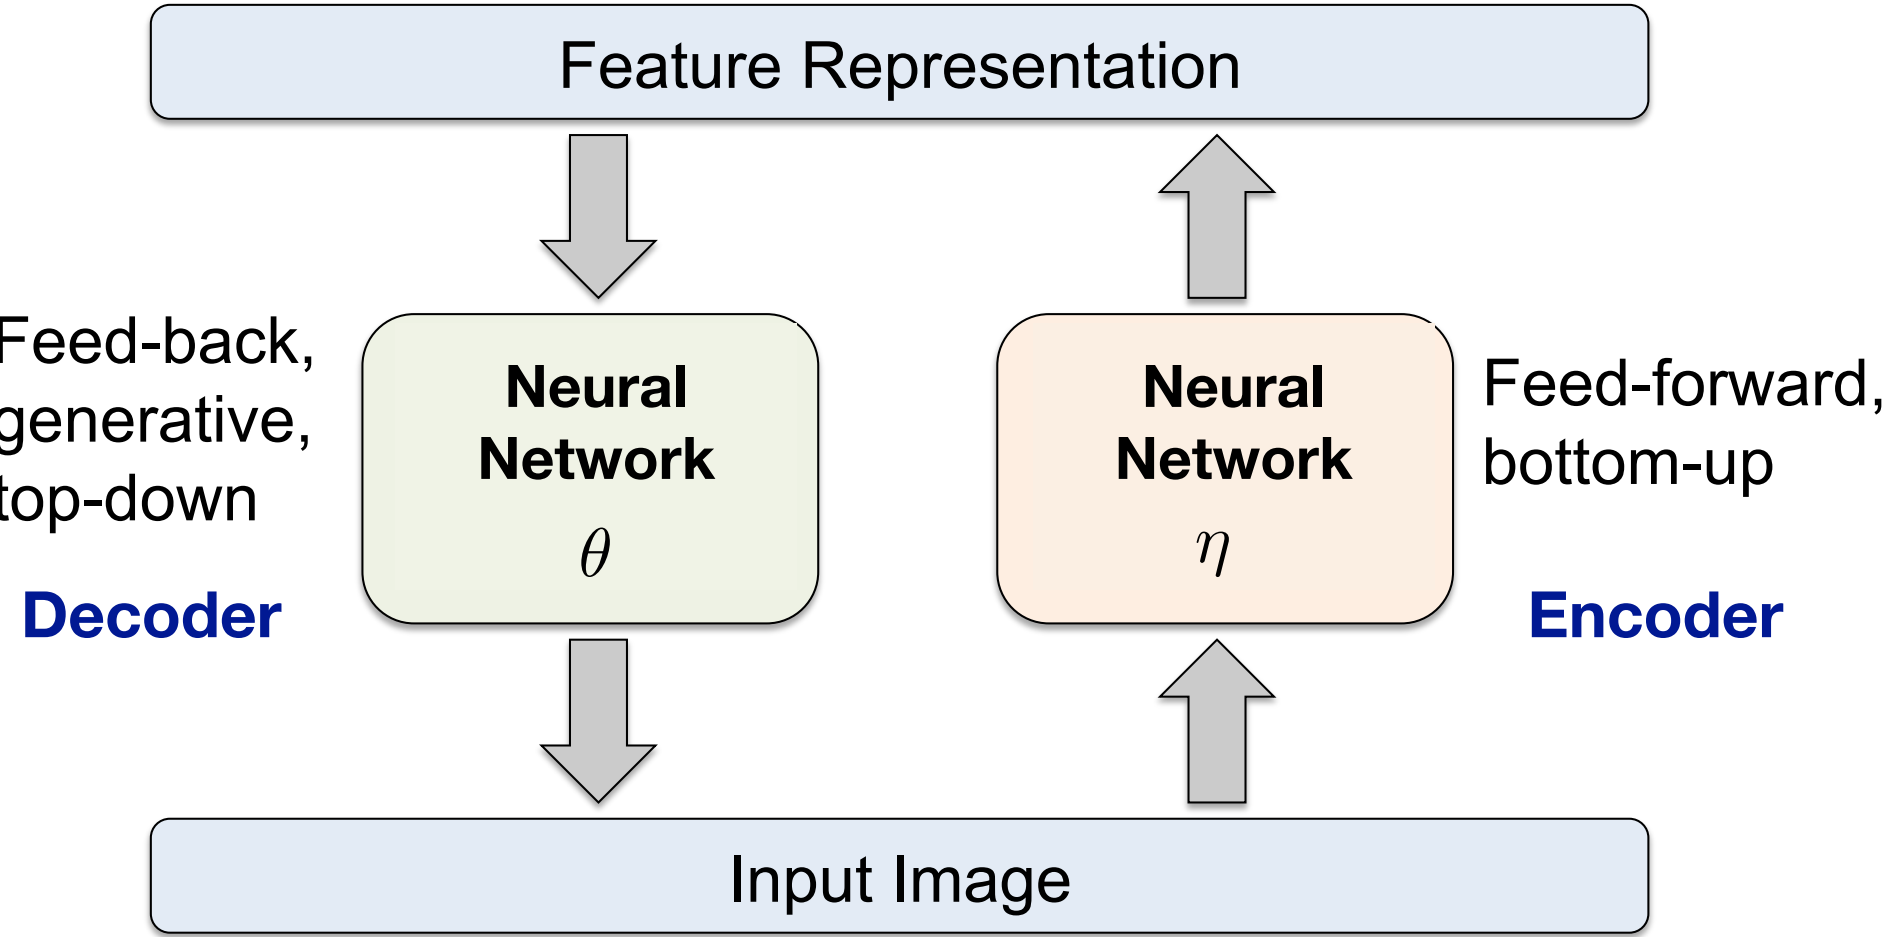 Feature Representation
Feed-back,
generative,
top-down
Decoder
Neural
Network
θ
Neural
Network
η
Feed-forward,
bottom-up
Encoder
Input Image